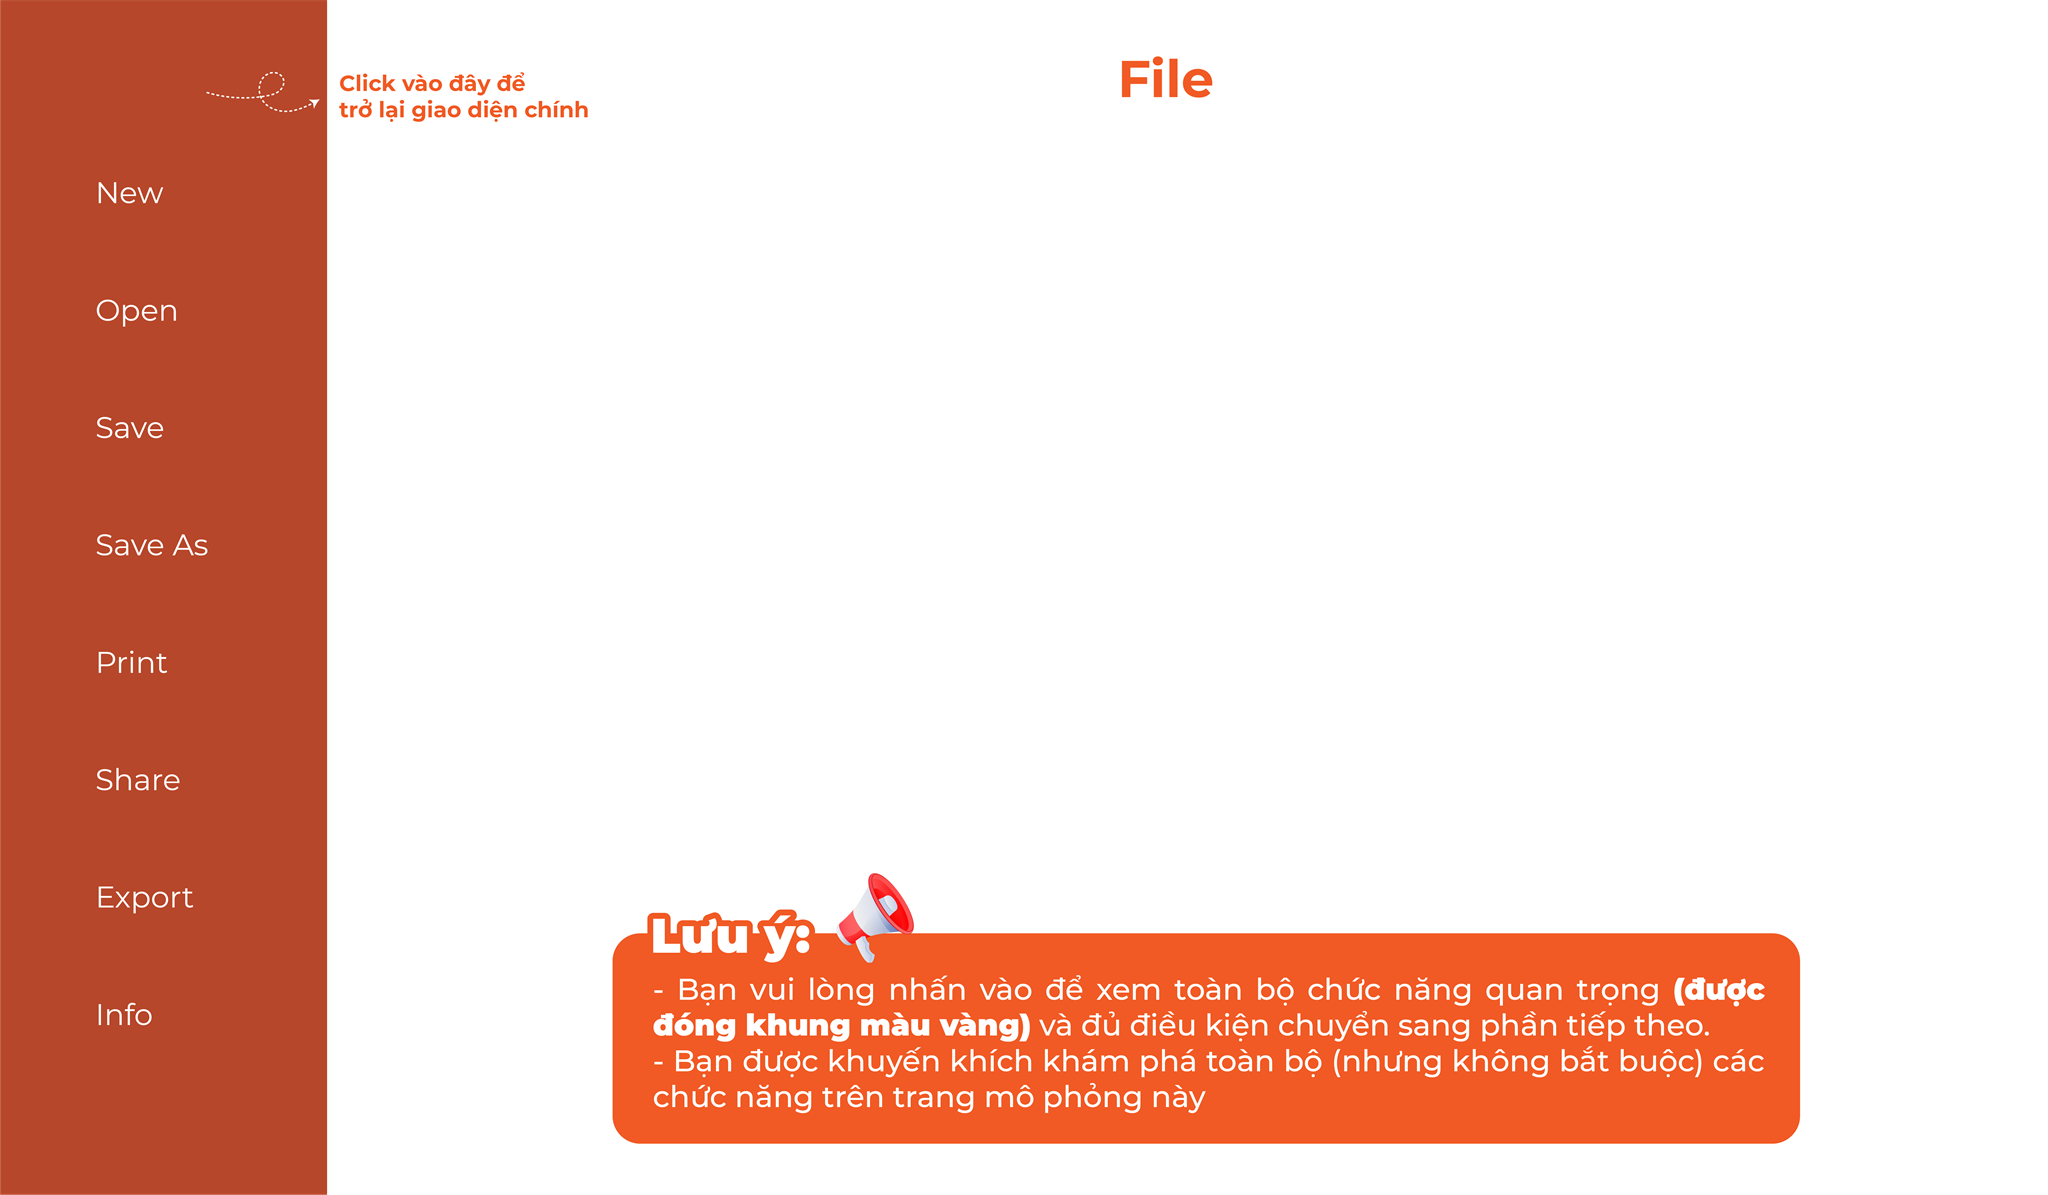 File
Click vào đây để
trở lại giao diện chính
New
Open
Save
Save As
Print
Share
Export
Info
Lưu ý:
- Bạn vui lòng nhấn vào để xem toàn bộ chức năng quan trọng (được
đóng khung màu vàng) và đủ điều kiện chuyển sang phần tiếp theo.
- Bạn được khuyến khích khám phá toàn bộ (nhưng không bắt buộc) các
chức năng trên trang mô phỏng này